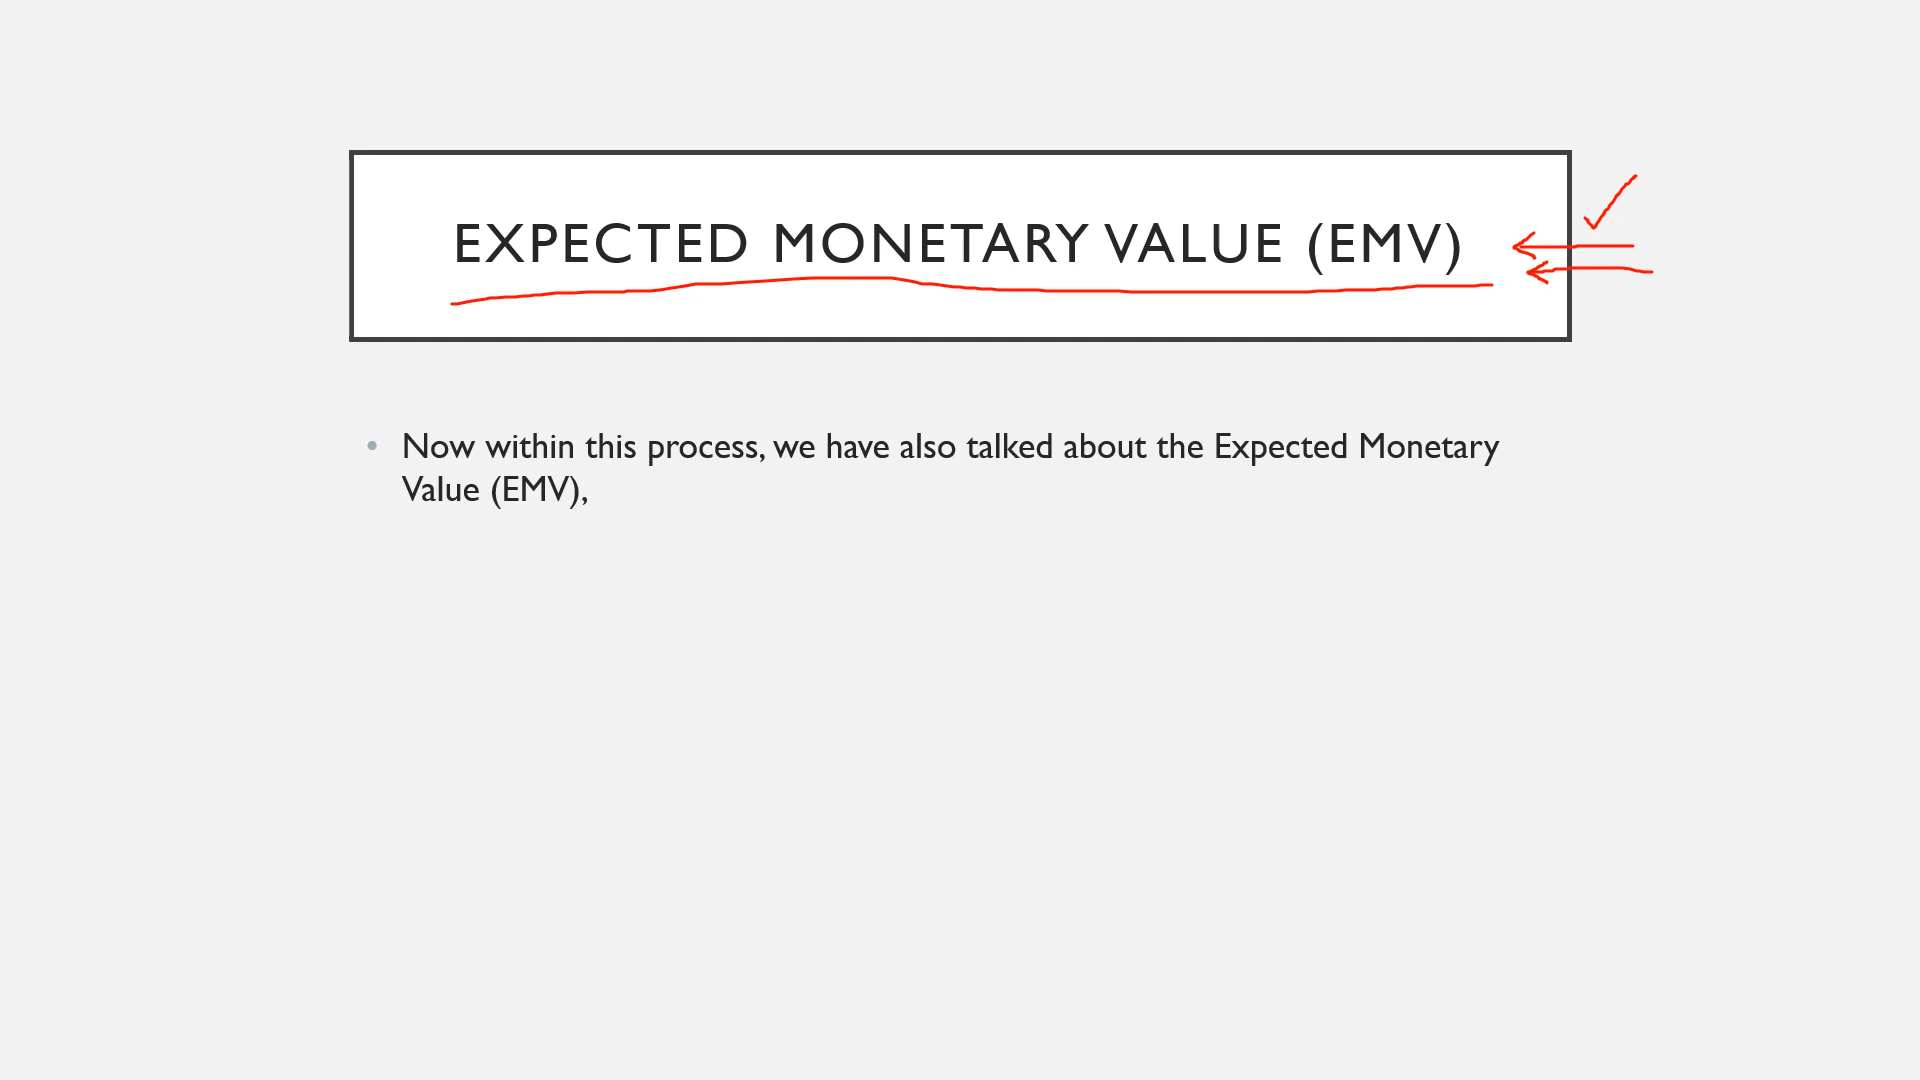 EXPECTED MONETARY VALUE (EMV)
• Now within this process, we have also talked about the Expected Monetary
Value (EMV),